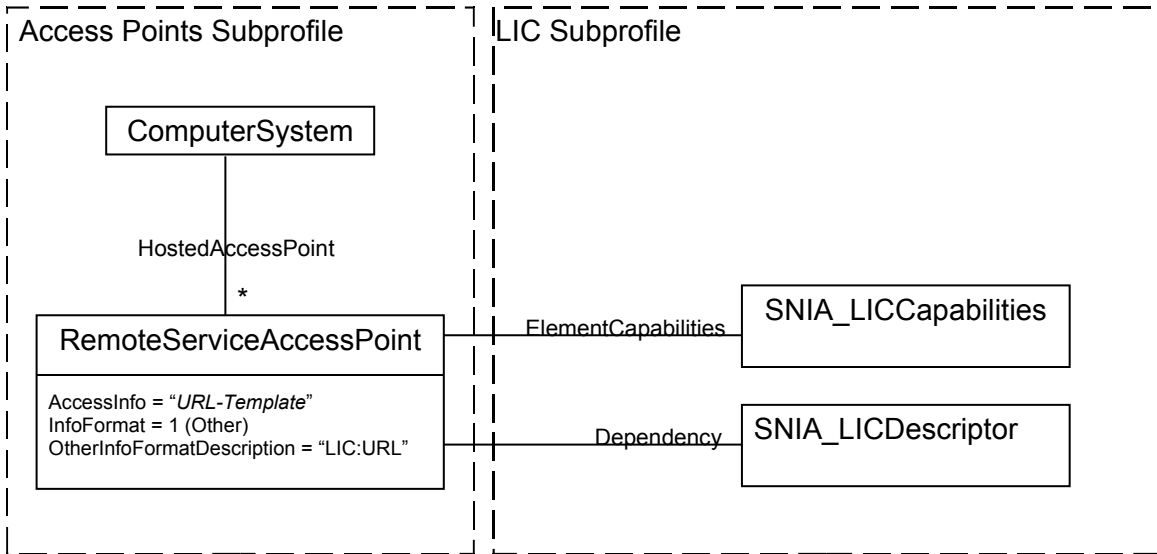 Access Points Subprofile
LIC Subprofile
ComputerSystem
HostedAccessPoint
*
RemoteServiceAccessPoint
AccessInfo = “URL-Template”
InfoFormat = 1 (Other)
OtherInfoFormatDescription = “LIC:URL”
ElementCapabilities
SNIA_LICCapabilities
Dependency
SNIA_LICDescriptor